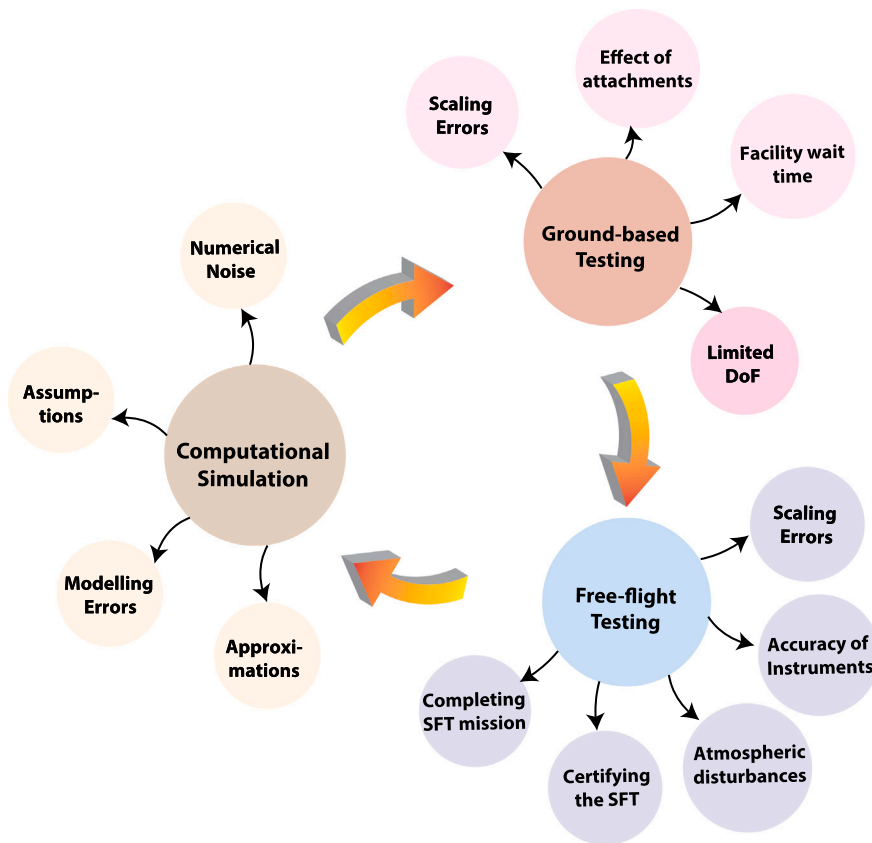 Effect of
attachments
Scaling
Errors
Facility wait
time
Ground-based
Testing
Limited
DoF
Numerical
Noise
Assump-
tions
Computational
Simulation
Modelling
Errors
Approxi-
mations
Scaling
Errors
Free-flight
Testing
Accuracy of
Instruments
Completing
SFT mission
Certifying
the SFT
Atmospheric
disturbances